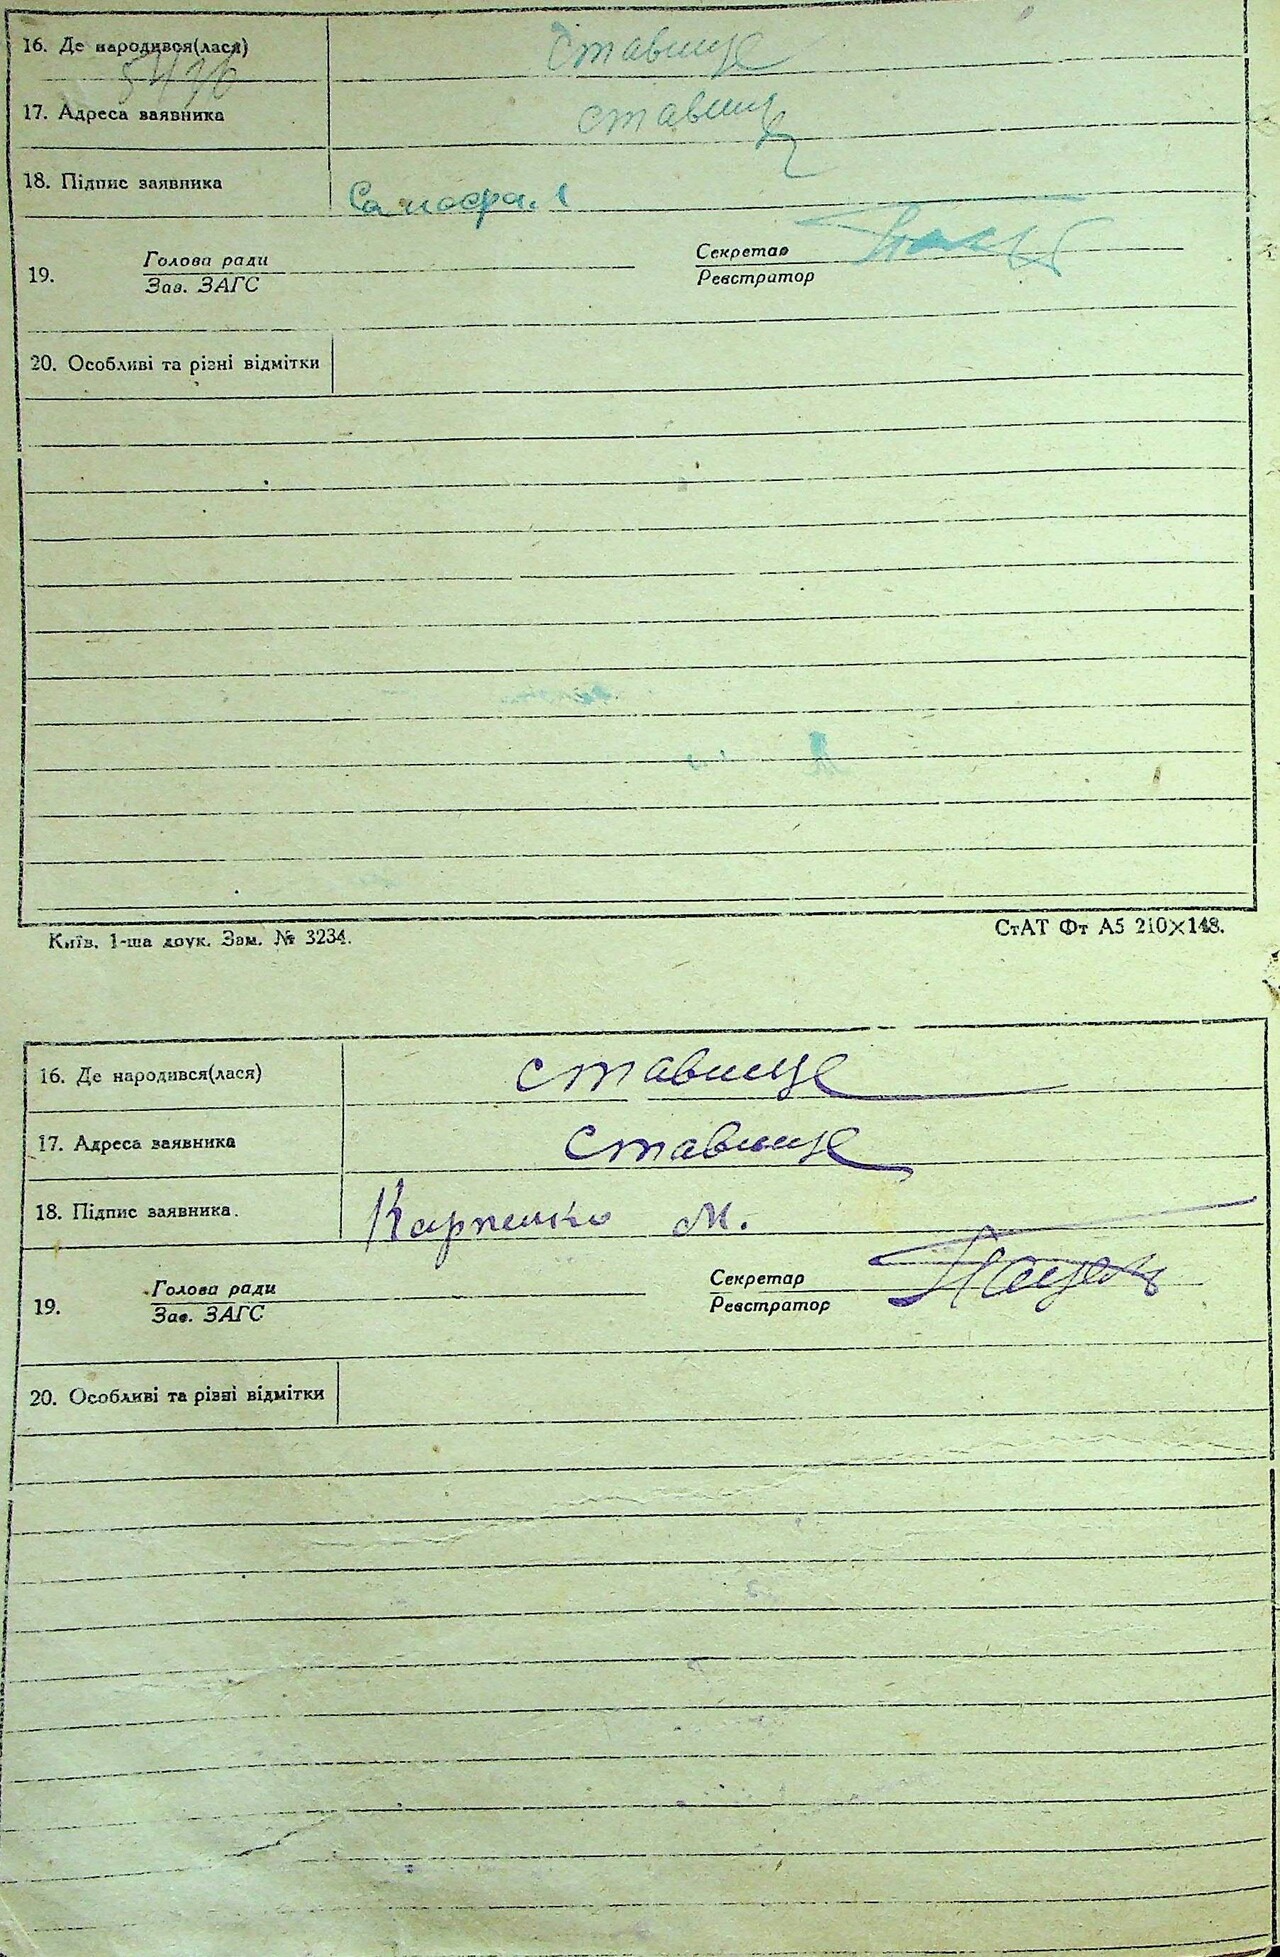 16. Де народився(лася) Ставище
5496
17. Адреса заявника Ставище
18. Підпис заявника
19. Голова ради Секретар
Зав. ЗАГС Реєстратор
20. Особливі та різні відмітки
Київ. 1-ша друк. Зам. № 3234. СтАТ Фт А5 210×148.
16. Де народився(лася) Ставище
17. Адреса заявника Ставище
18. Підпис заявника. Карпенко М.
19. Голова ради Секретар
Зав. ЗАГС Реєстратор
20. Особливі та різні відмітки